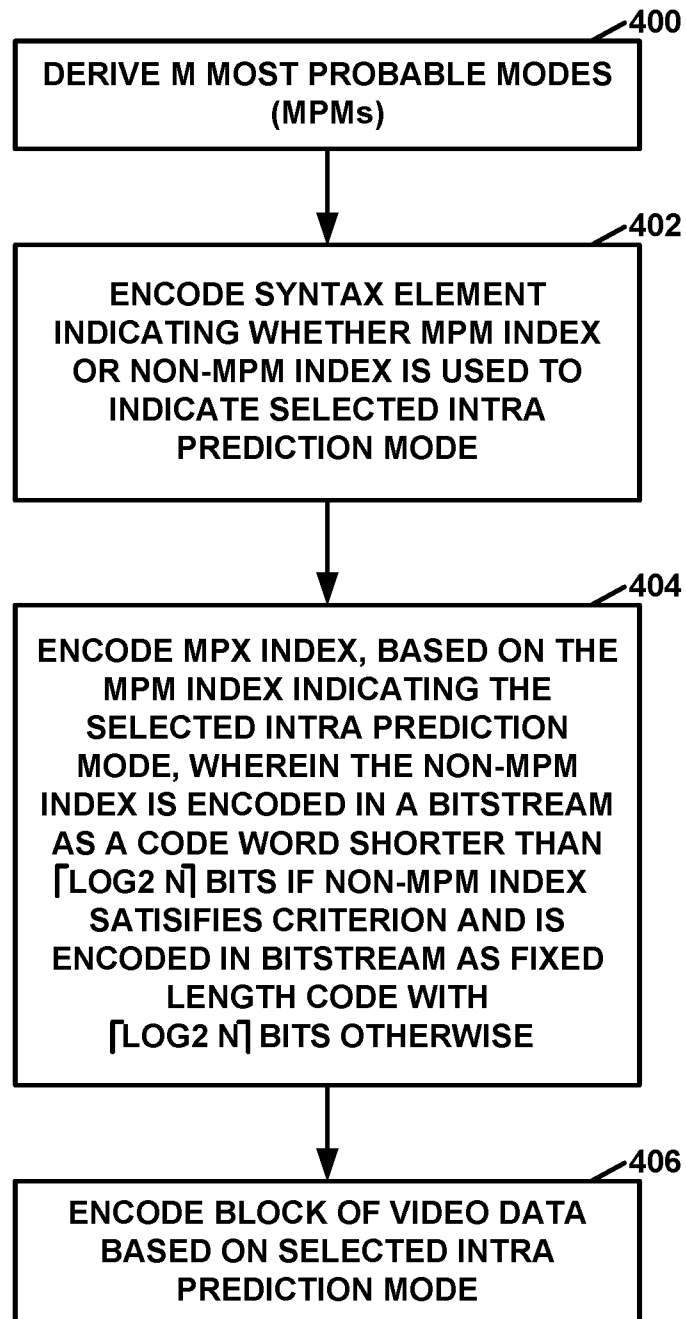 400
DERIVE M MOST PROBABLE MODES
(MPMs)
402
ENCODE SYNTAX ELEMENT
INDICATING WHETHER MPM INDEX
OR NON-MPM INDEX IS USED TO
INDICATE SELECTED INTRA
PREDICTION MODE
404
ENCODE MPX INDEX, BASED ON THE
MPM INDEX INDICATING THE
SELECTED INTRA PREDICTION
MODE, WHEREIN THE NON-MPM
INDEX IS ENCODED IN A BITSTREAM
AS A CODE WORD SHORTER THAN
⌈LOG2 N⌉ BITS IF NON-MPM INDEX
SATISIFIES CRITERION AND IS
ENCODED IN BITSTREAM AS FIXED
LENGTH CODE WITH
⌈LOG2 N⌉ BITS OTHERWISE
406
ENCODE BLOCK OF VIDEO DATA
BASED ON SELECTED INTRA
PREDICTION MODE